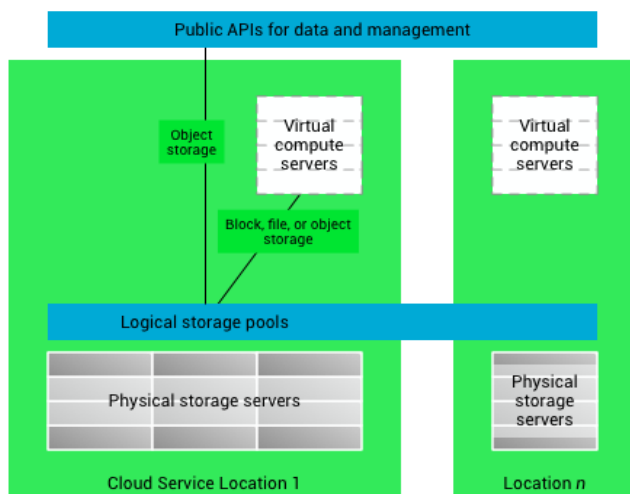 Public APIs for data and management
Object
storage
Virtual
compute
servers
Virtual
compute
servers
Block, file, or object
storage
Logical storage pools
Physical storage servers
Physical
storage
servers
Cloud Service Location 1
Location n